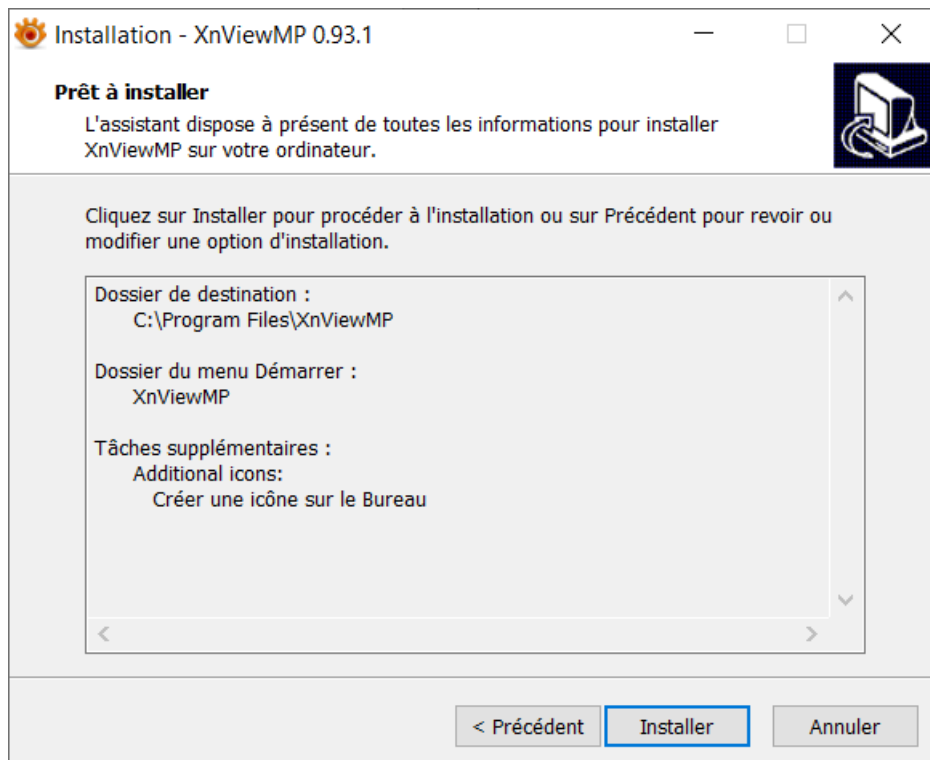 Installation - XnViewMP 0.93.1
Prêt à installer
L'assistant dispose à présent de toutes les informations pour installer
XnViewMP sur votre ordinateur.
Cliquez sur Installer pour procéder à l'installation ou sur Précédent pour revoir ou
modifier une option d'installation.
Dossier de destination :
C:\Program Files\XnViewMP
Dossier du menu Démarrer :
XnViewMP
Tâches supplémentaires :
Additional icons:
Créer une icône sur le Bureau
< Précédent
Installer
Annuler